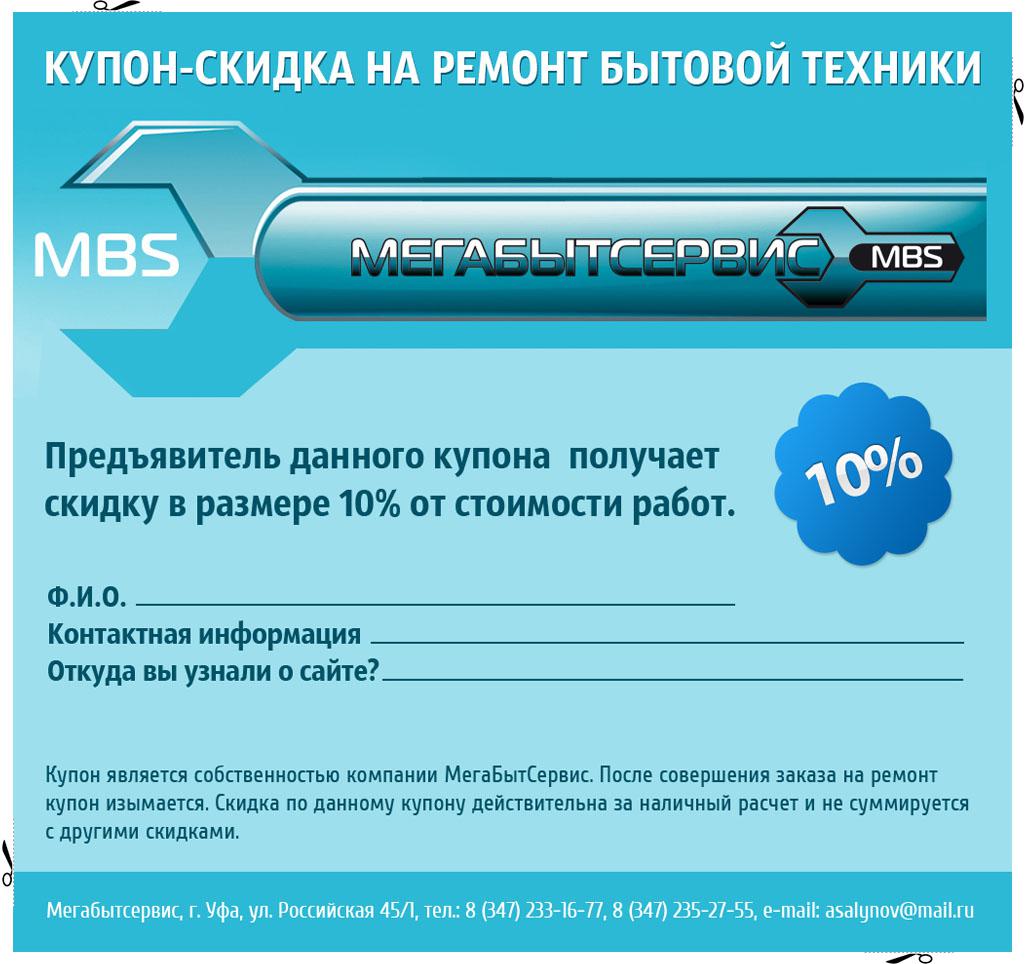 КУПОН-СКИДКА НА РЕМОНТ БЫТОВОЙ ТЕХНИКИ
MBS
МЕГАБЫТСЕРВИС
MBS
Предъявитель данного купона получает
скидку в размере 10% от стоимости работ.
10%
Ф.И.О.
Контактная информация
Откуда вы узнали о сайте?
Купон является собственностью компании МегаБытСервис. После совершения заказа на ремонт
купон изымается. Скидка по данному купону действительна за наличный расчет и не суммируется
с другими скидками.
Мегабытсервис, г. Уфа, ул. Российская 45/1, тел.: 8 (347) 233-16-77, 8 (347) 235-27-55, e-mail: asalynov@mail.ru